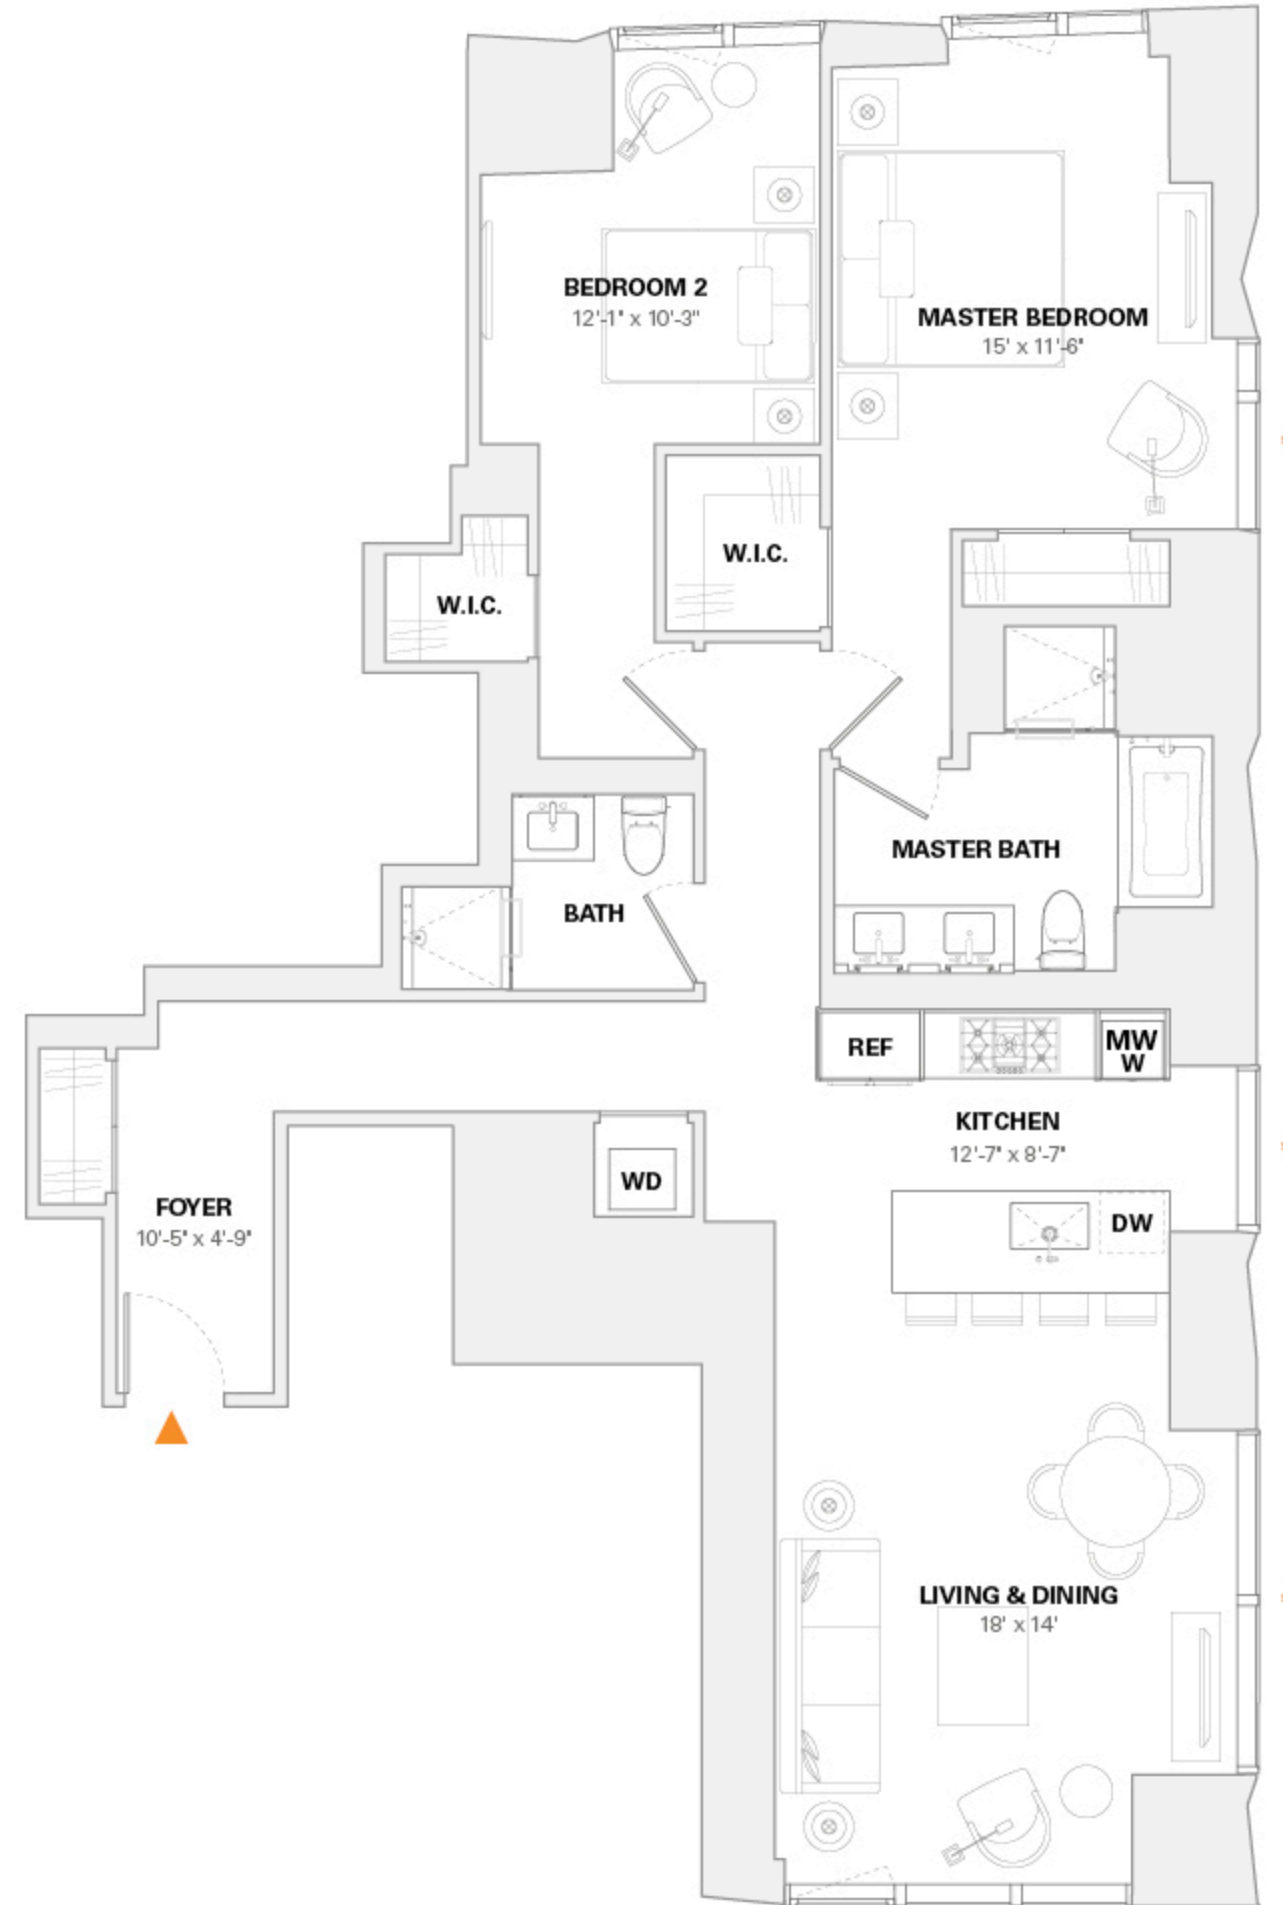 BEDROOM 2
12'-1" x 10'-3"
MASTER BEDROOM
15' x 11'-6"
W.I.C.
W.I.C.
MASTER BATH
BATH
REF
MW
W
KITCHEN
12'-7" x 8'-7"
WD
FOYER
10'-5" x 4'-9"
DW
LIVING & DINING
18' x 14'